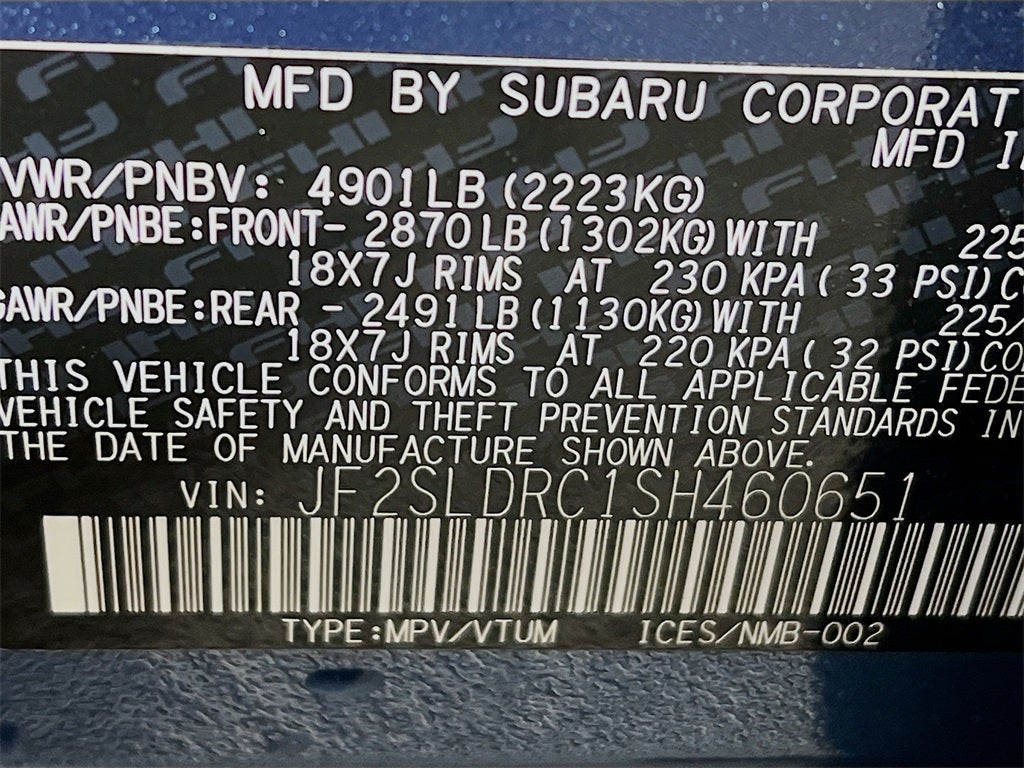 MFD BY SUBARU CORPORAT
MFD I
VWR/PNBV: 4901LB (2223KG)
AWR/PNBE:FRONT- 2870LB (1302KG) WITH 225
18X7J RIMS AT 230 KPA ( 33 PSI) C
GAWR/PNBE:REAR - 2491LB (1130KG) WITH 225/
18X7J RIMS AT 220 KPA ( 32 PSI) CO
THIS VEHICLE CONFORMS TO ALL APPLICABLE FEDE
VEHICLE SAFETY AND THEFT PREVENTION STANDARDS IN
THE DATE OF MANUFACTURE SHOWN ABOVE.
VIN: JF2SLDRC1SH460651
TYPE:MPV/VTUM ICES/NMB-002